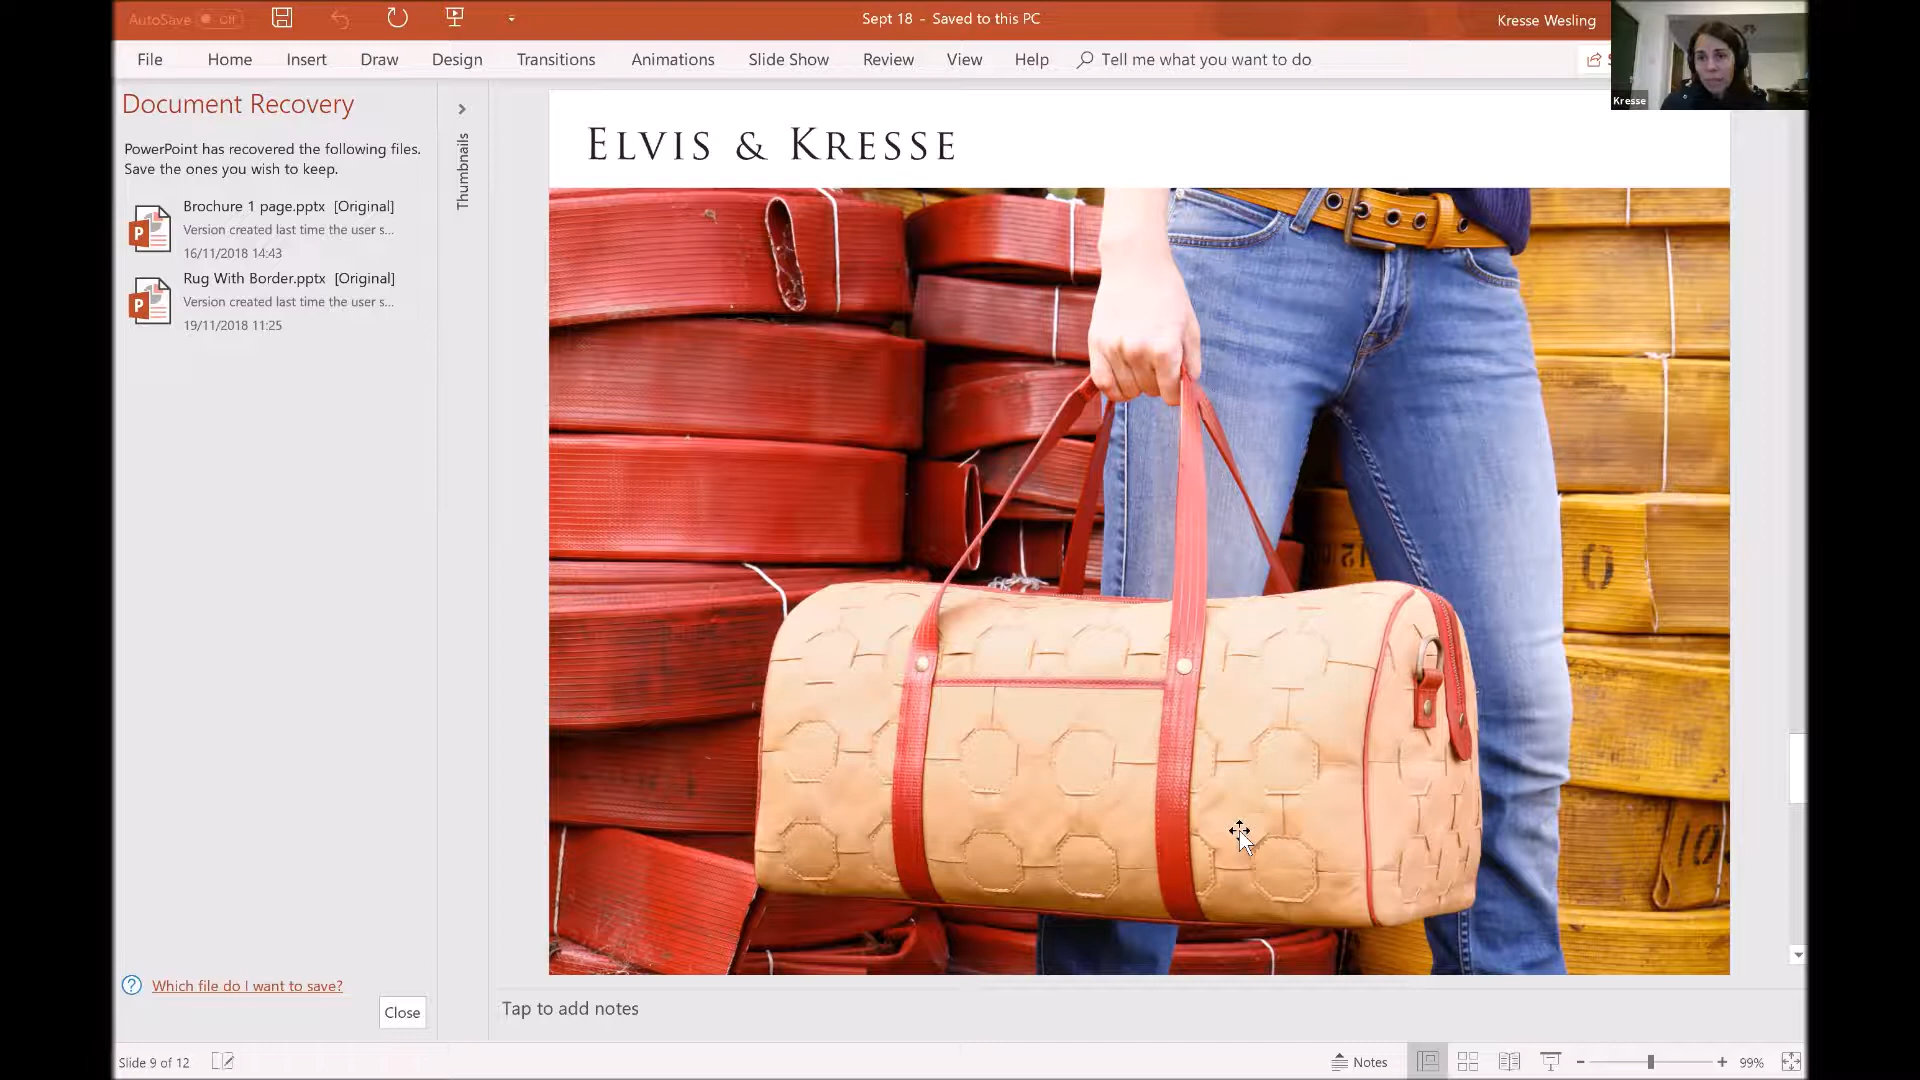 AutoSave Off
Sept 18 - Saved to this PC
Kresse Wesling
File Home Insert Draw Design Transitions Animations Slide Show Review View Help Tell me what you want to do
Kresse
Document Recovery
PowerPoint has recovered the following files.
Save the ones you wish to keep.
Brochure 1 page.pptx [Original]
Version created last time the user s...
16/11/2018 14:43
Rug With Border.pptx [Original]
Version created last time the user s...
19/11/2018 11:25
Which file do I want to save?
Close
Thumbnails
ELVIS & KRESSE
Tap to add notes
Slide 9 of 12
Notes
99%